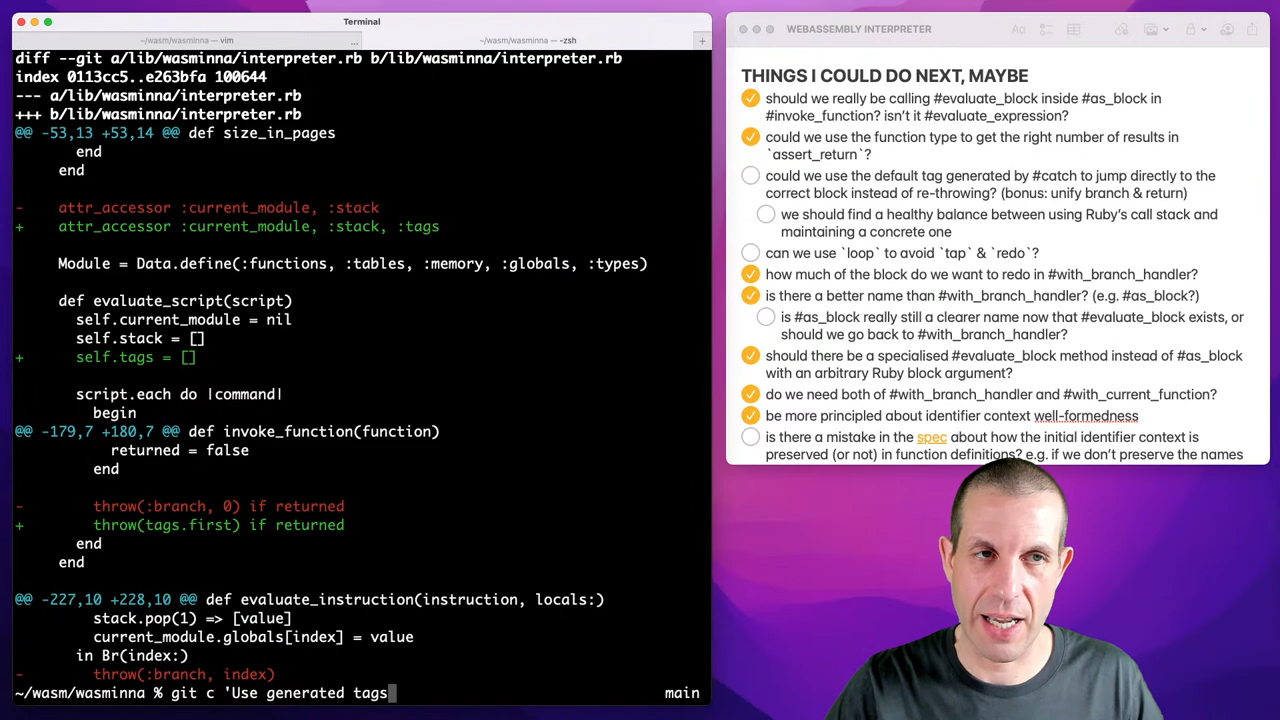 Terminal
~/wasm/wasminna — vim
...
~/wasm/wasminna — -zsh
+
diff --git a/lib/wasminna/interpreter.rb b/lib/wasminna/interpreter.rb
index 0113cc5..e263bfa 100644
--- a/lib/wasminna/interpreter.rb
+++ b/lib/wasminna/interpreter.rb
@@ -53,13 +53,14 @@ def size_in_pages
end
end
- attr_accessor :current_module, :stack
+ attr_accessor :current_module, :stack, :tags
Module = Data.define(:functions, :tables, :memory, :globals, :types)
def evaluate_script(script)
self.current_module = nil
self.stack = []
+ self.tags = []
script.each do |command|
begin
@@ -179,7 +180,7 @@ def invoke_function(function)
returned = false
end
- throw(:branch, 0) if returned
+ throw(tags.first) if returned
end
end
@@ -227,10 +228,10 @@ def evaluate_instruction(instruction, locals:)
stack.pop(1) => [value]
current_module.globals[index] = value
in Br(index:)
- throw(:branch, index)
~/wasm/wasminna % git c 'Use generated tags main
WEBASSEMBLY INTERPRETER
Aa
THINGS I COULD DO NEXT, MAYBE
should we really be calling #evaluate_block inside #as_block in
#invoke_function? isn’t it #evaluate_expression?
could we use the function type to get the right number of results in
`assert_return`?
could we use the default tag generated by #catch to jump directly to the
correct block instead of re-throwing? (bonus: unify branch & return)
we should find a healthy balance between using Ruby’s call stack and
maintaining a concrete one
can we use `loop` to avoid `tap` & `redo`?
how much of the block do we want to redo in #with_branch_handler?
is there a better name than #with_branch_handler? (e.g. #as_block?)
is #as_block really still a clearer name now that #evaluate_block exists, or
should we go back to #with_branch_handler?
should there be a specialised #evaluate_block method instead of #as_block
with an arbitrary Ruby block argument?
do we need both of #with_branch_handler and #with_current_function?
be more principled about identifier context well-formedness
is there a mistake in the spec about how the initial identifier context is
preserved (or not) in function definitions? e.g. if we don’t preserve the names